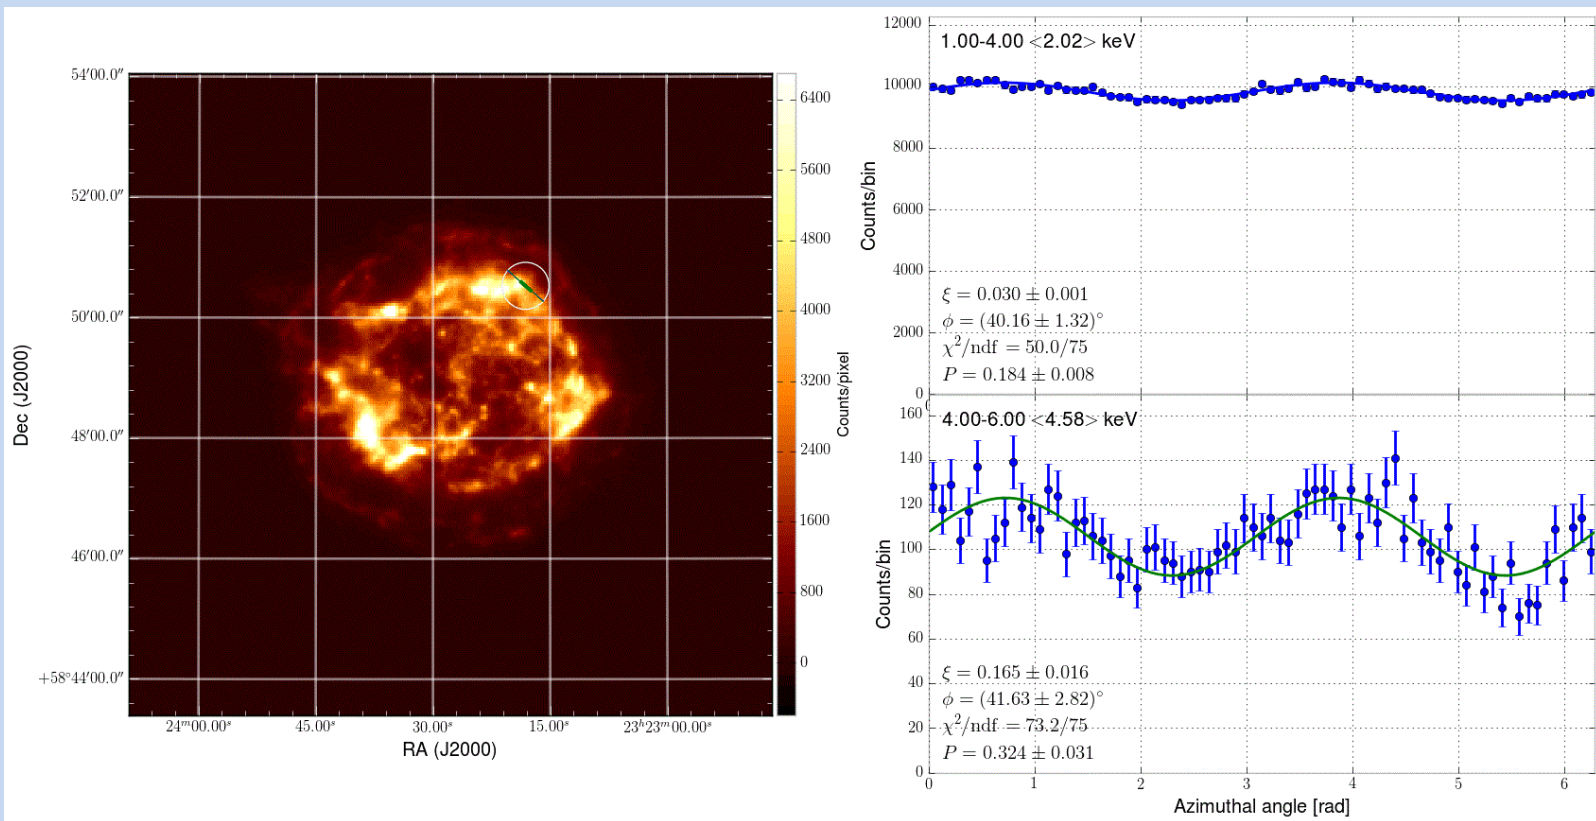 54′00.0″
52′00.0″
50′00.0″
48′00.0″
46′00.0″
+58°44′00.0″
Dec (J2000)
24ᵐ00.00ˢ
45.00ˢ
30.00ˢ
15.00ˢ
23ʰ23ᵐ00.00ˢ
RA (J2000)
6400
5600
4800
4000
3200
2400
1600
800
0
Counts/pixel
12000
10000
8000
6000
4000
2000
0
Counts/bin
1.00-4.00 <2.02> keV
ξ = 0.030 ± 0.001
ϕ = (40.16 ± 1.32)°
χ²/ndf = 50.0/75
P = 0.184 ± 0.008
160
140
120
100
80
60
40
20
0
Counts/bin
4.00-6.00 <4.58> keV
ξ = 0.165 ± 0.016
ϕ = (41.63 ± 2.82)°
χ²/ndf = 73.2/75
P = 0.324 ± 0.031
0 1 2 3 4 5 6
Azimuthal angle [rad]